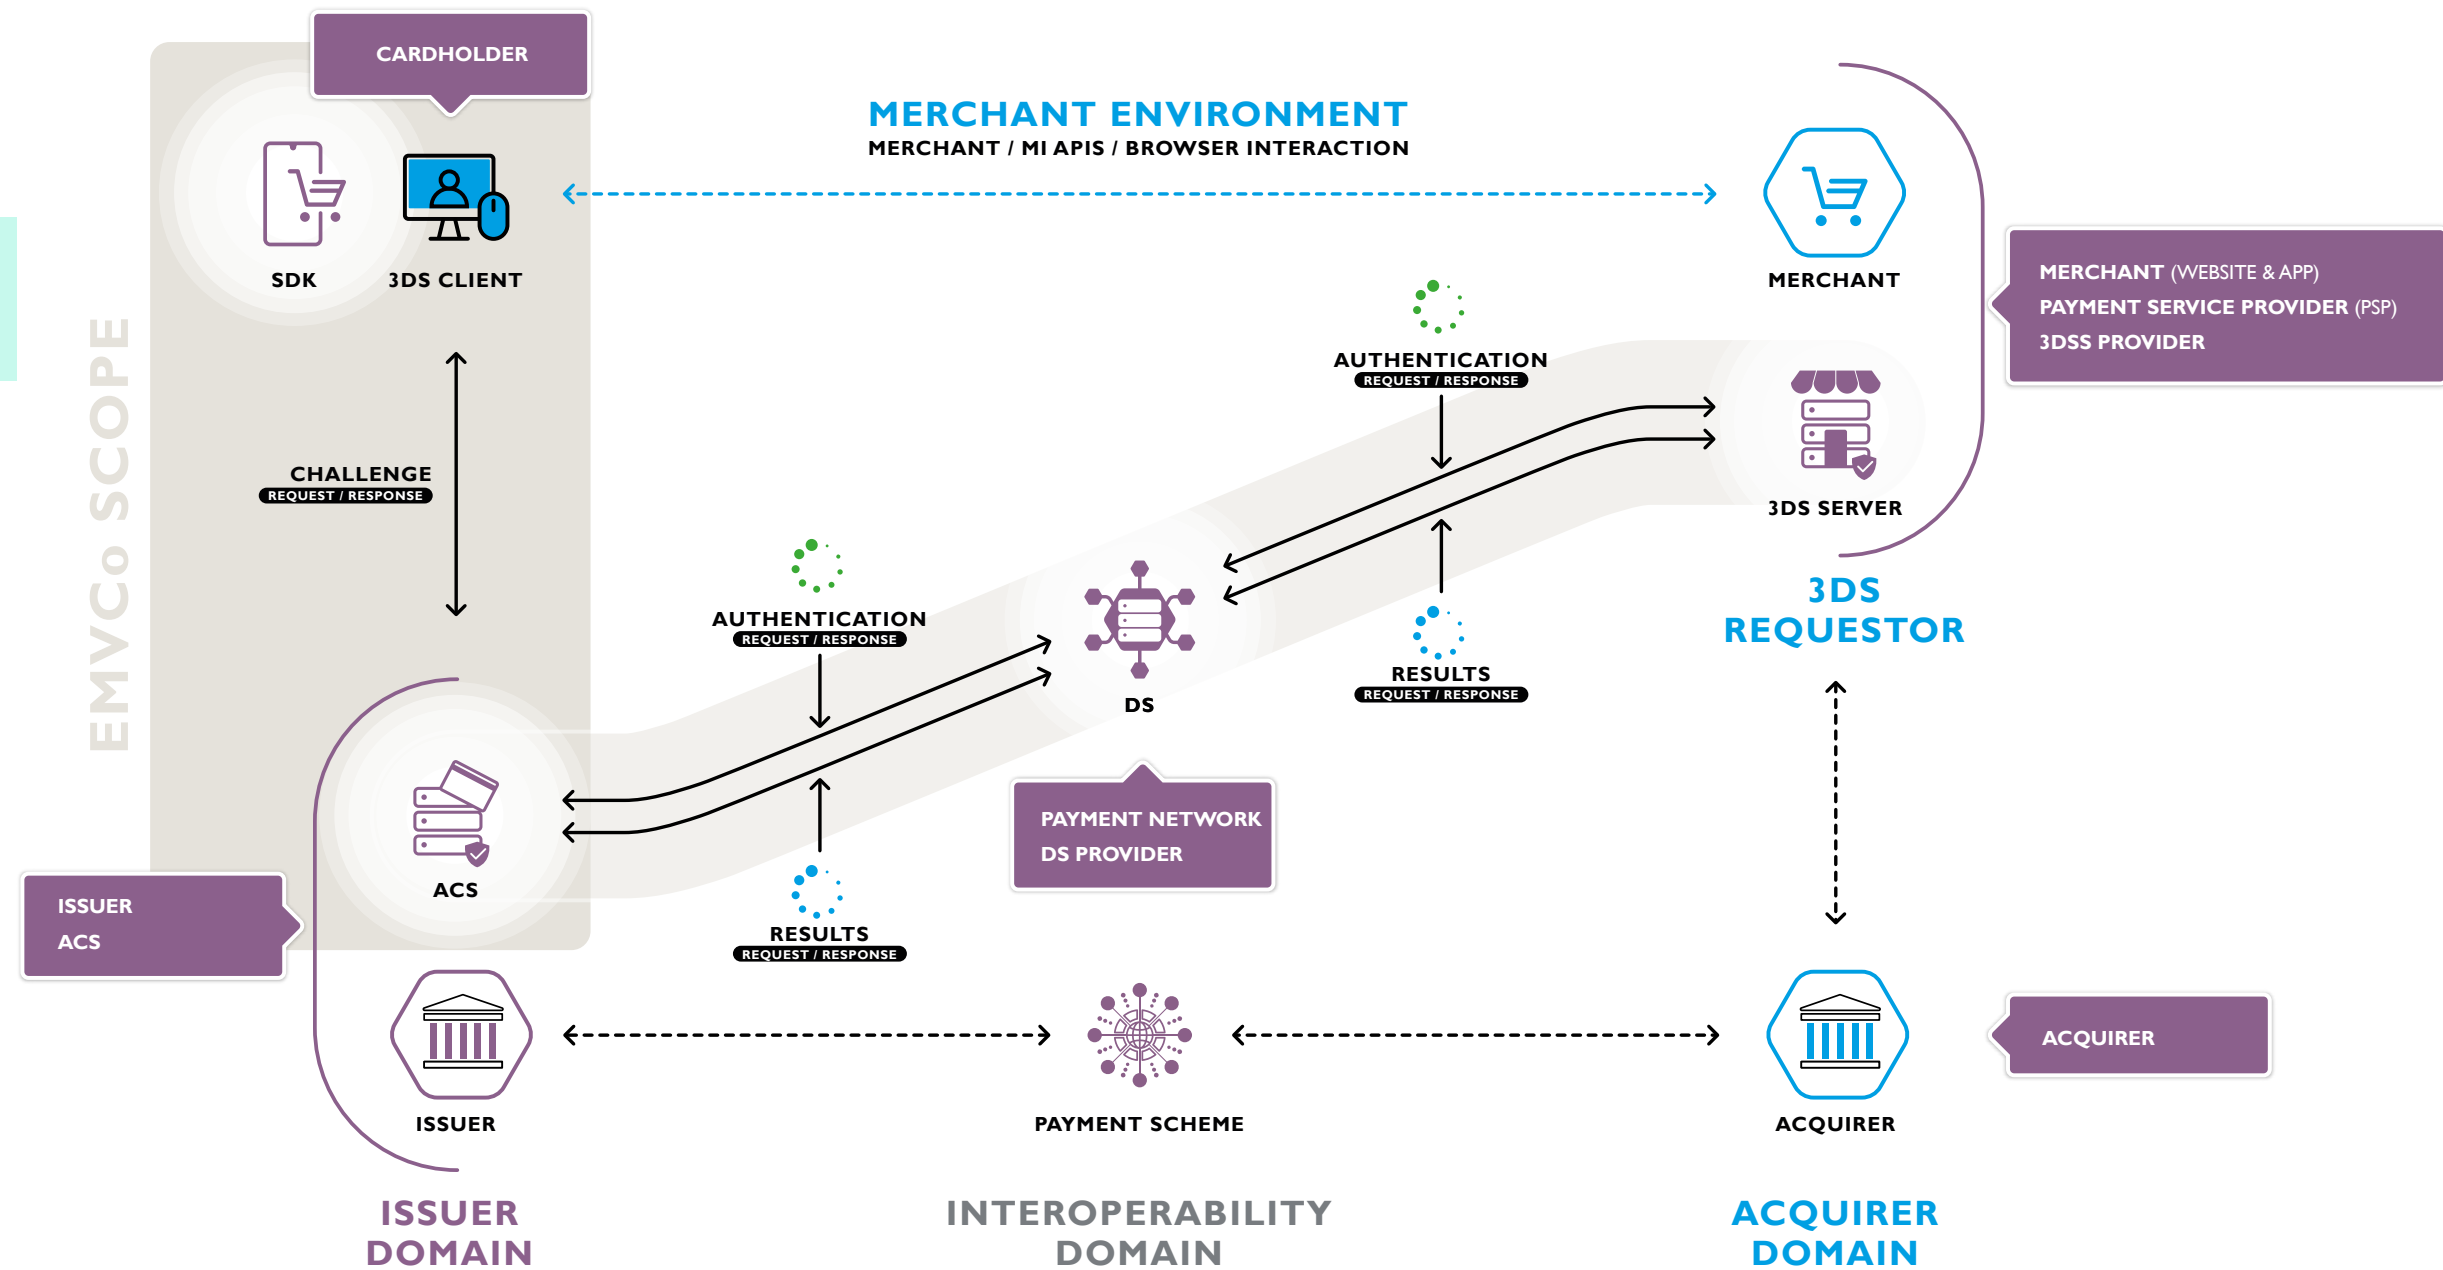 CARDHOLDER
MERCHANT ENVIRONMENT
MERCHANT / MI APIS / BROWSER INTERACTION
SDK
3DS CLIENT
MERCHANT
MERCHANT (WEBSITE & APP)
PAYMENT SERVICE PROVIDER (PSP)
3DSS PROVIDER
EMVCo SCOPE
AUTHENTICATION
REQUEST / RESPONSE
CHALLENGE
REQUEST / RESPONSE
3DS SERVER
3DS
REQUESTOR
AUTHENTICATION
REQUEST / RESPONSE
RESULTS
REQUEST / RESPONSE
DS
PAYMENT NETWORK
DS PROVIDER
ACS
ISSUER
ACS
RESULTS
REQUEST / RESPONSE
ACQUIRER
ISSUER
PAYMENT SCHEME
ACQUIRER
ISSUER
DOMAIN
INTEROPERABILITY
DOMAIN
ACQUIRER
DOMAIN